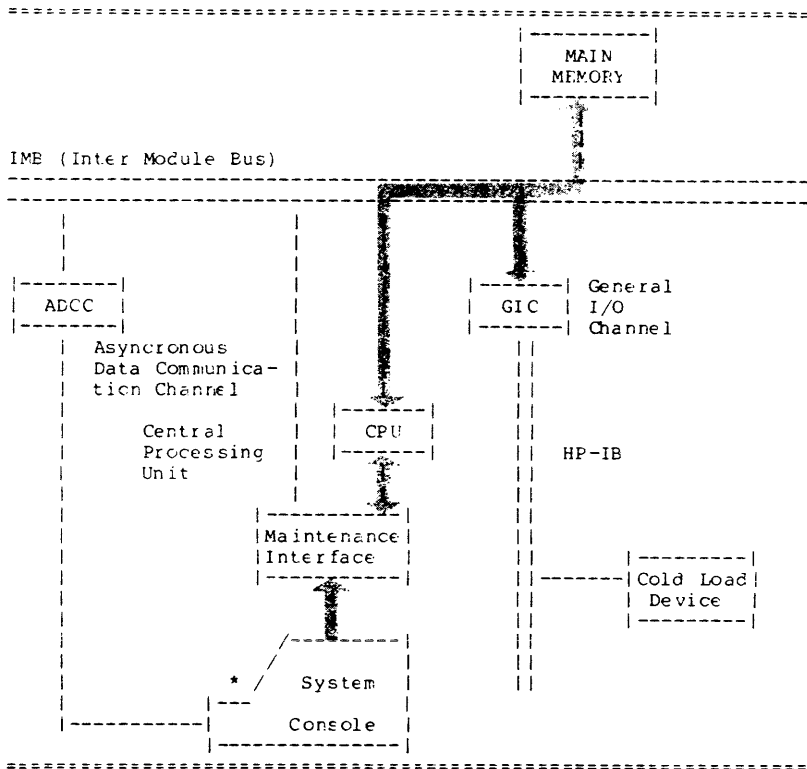 MAIN
MEMORY
IMB (Inter Module Bus)
ADCC
GIC
General
I/O
Channel
Asyncronous
Data Communica-
tion Channel
CPU
Central
Processing
Unit
HP-IB
Maintenance
Interface
Cold Load
Device
*
System
Console